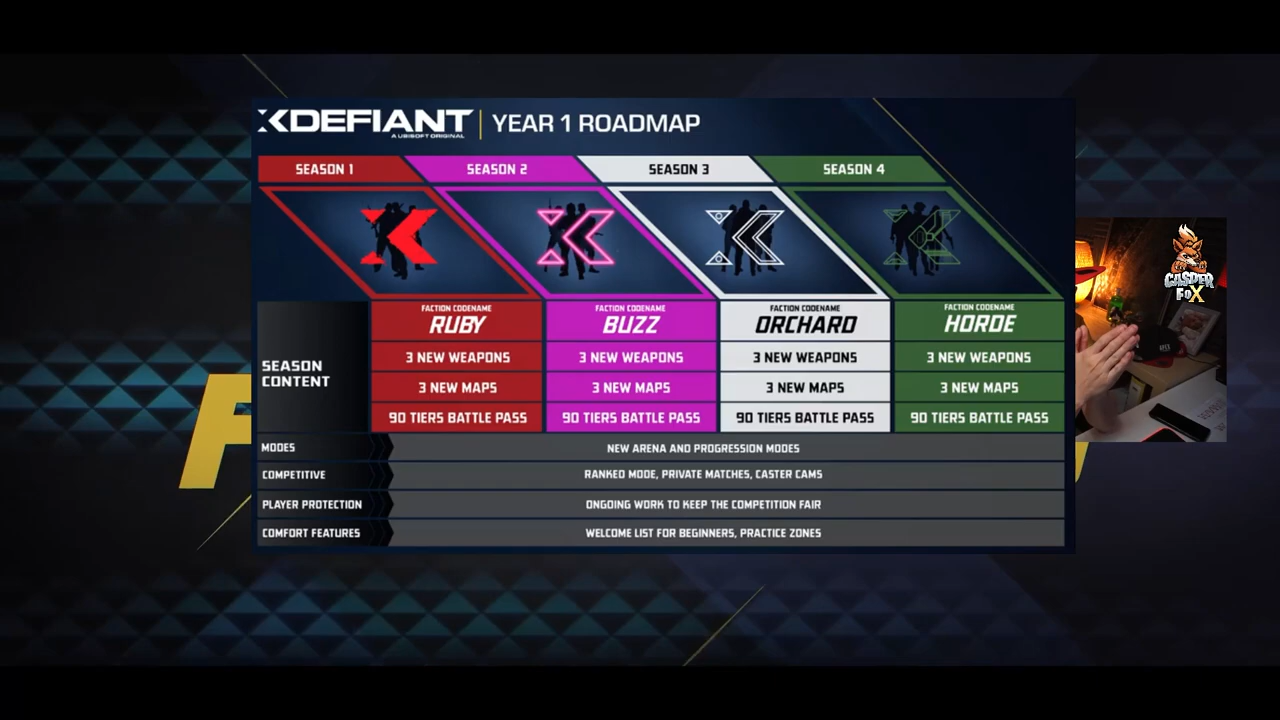 XDEFIANT
A UBISOFT ORIGINAL
YEAR 1 ROADMAP
SEASON 1 SEASON 2 SEASON 3 SEASON 4
FACTION CODENAME FACTION CODENAME FACTION CODENAME FACTION CODENAME
RUBY BUZZ ORCHARD HORDE
SEASON CONTENT
3 NEW WEAPONS 3 NEW WEAPONS 3 NEW WEAPONS 3 NEW WEAPONS
3 NEW MAPS 3 NEW MAPS 3 NEW MAPS 3 NEW MAPS
90 TIERS BATTLE PASS 90 TIERS BATTLE PASS 90 TIERS BATTLE PASS 90 TIERS BATTLE PASS
MODES NEW ARENA AND PROGRESSION MODES
COMPETITIVE RANKED MODE, PRIVATE MATCHES, CASTER CAMS
PLAYER PROTECTION ONGOING WORK TO KEEP THE COMPETITION FAIR
COMFORT FEATURES WELCOME LIST FOR BEGINNERS, PRACTICE ZONES
CASPER
FOX